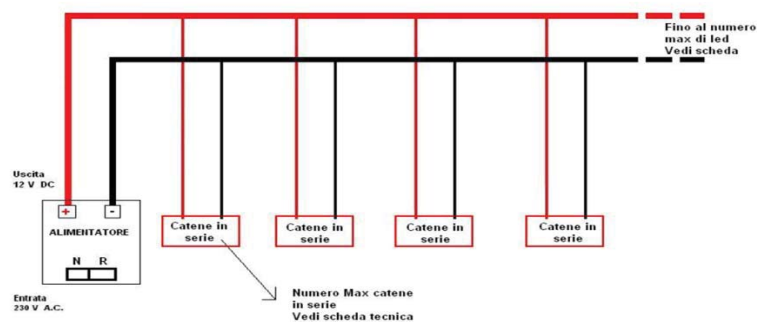 Fino al numero
max di led
Vedi scheda
Uscita
12 V DC
+
-
ALIMENTATORE
N R
Entrata
230 V A.C.
Catene in
serie
Catene in
serie
Catene in
serie
Catene in
serie
Numero Max catene
in serie
Vedi scheda tecnica